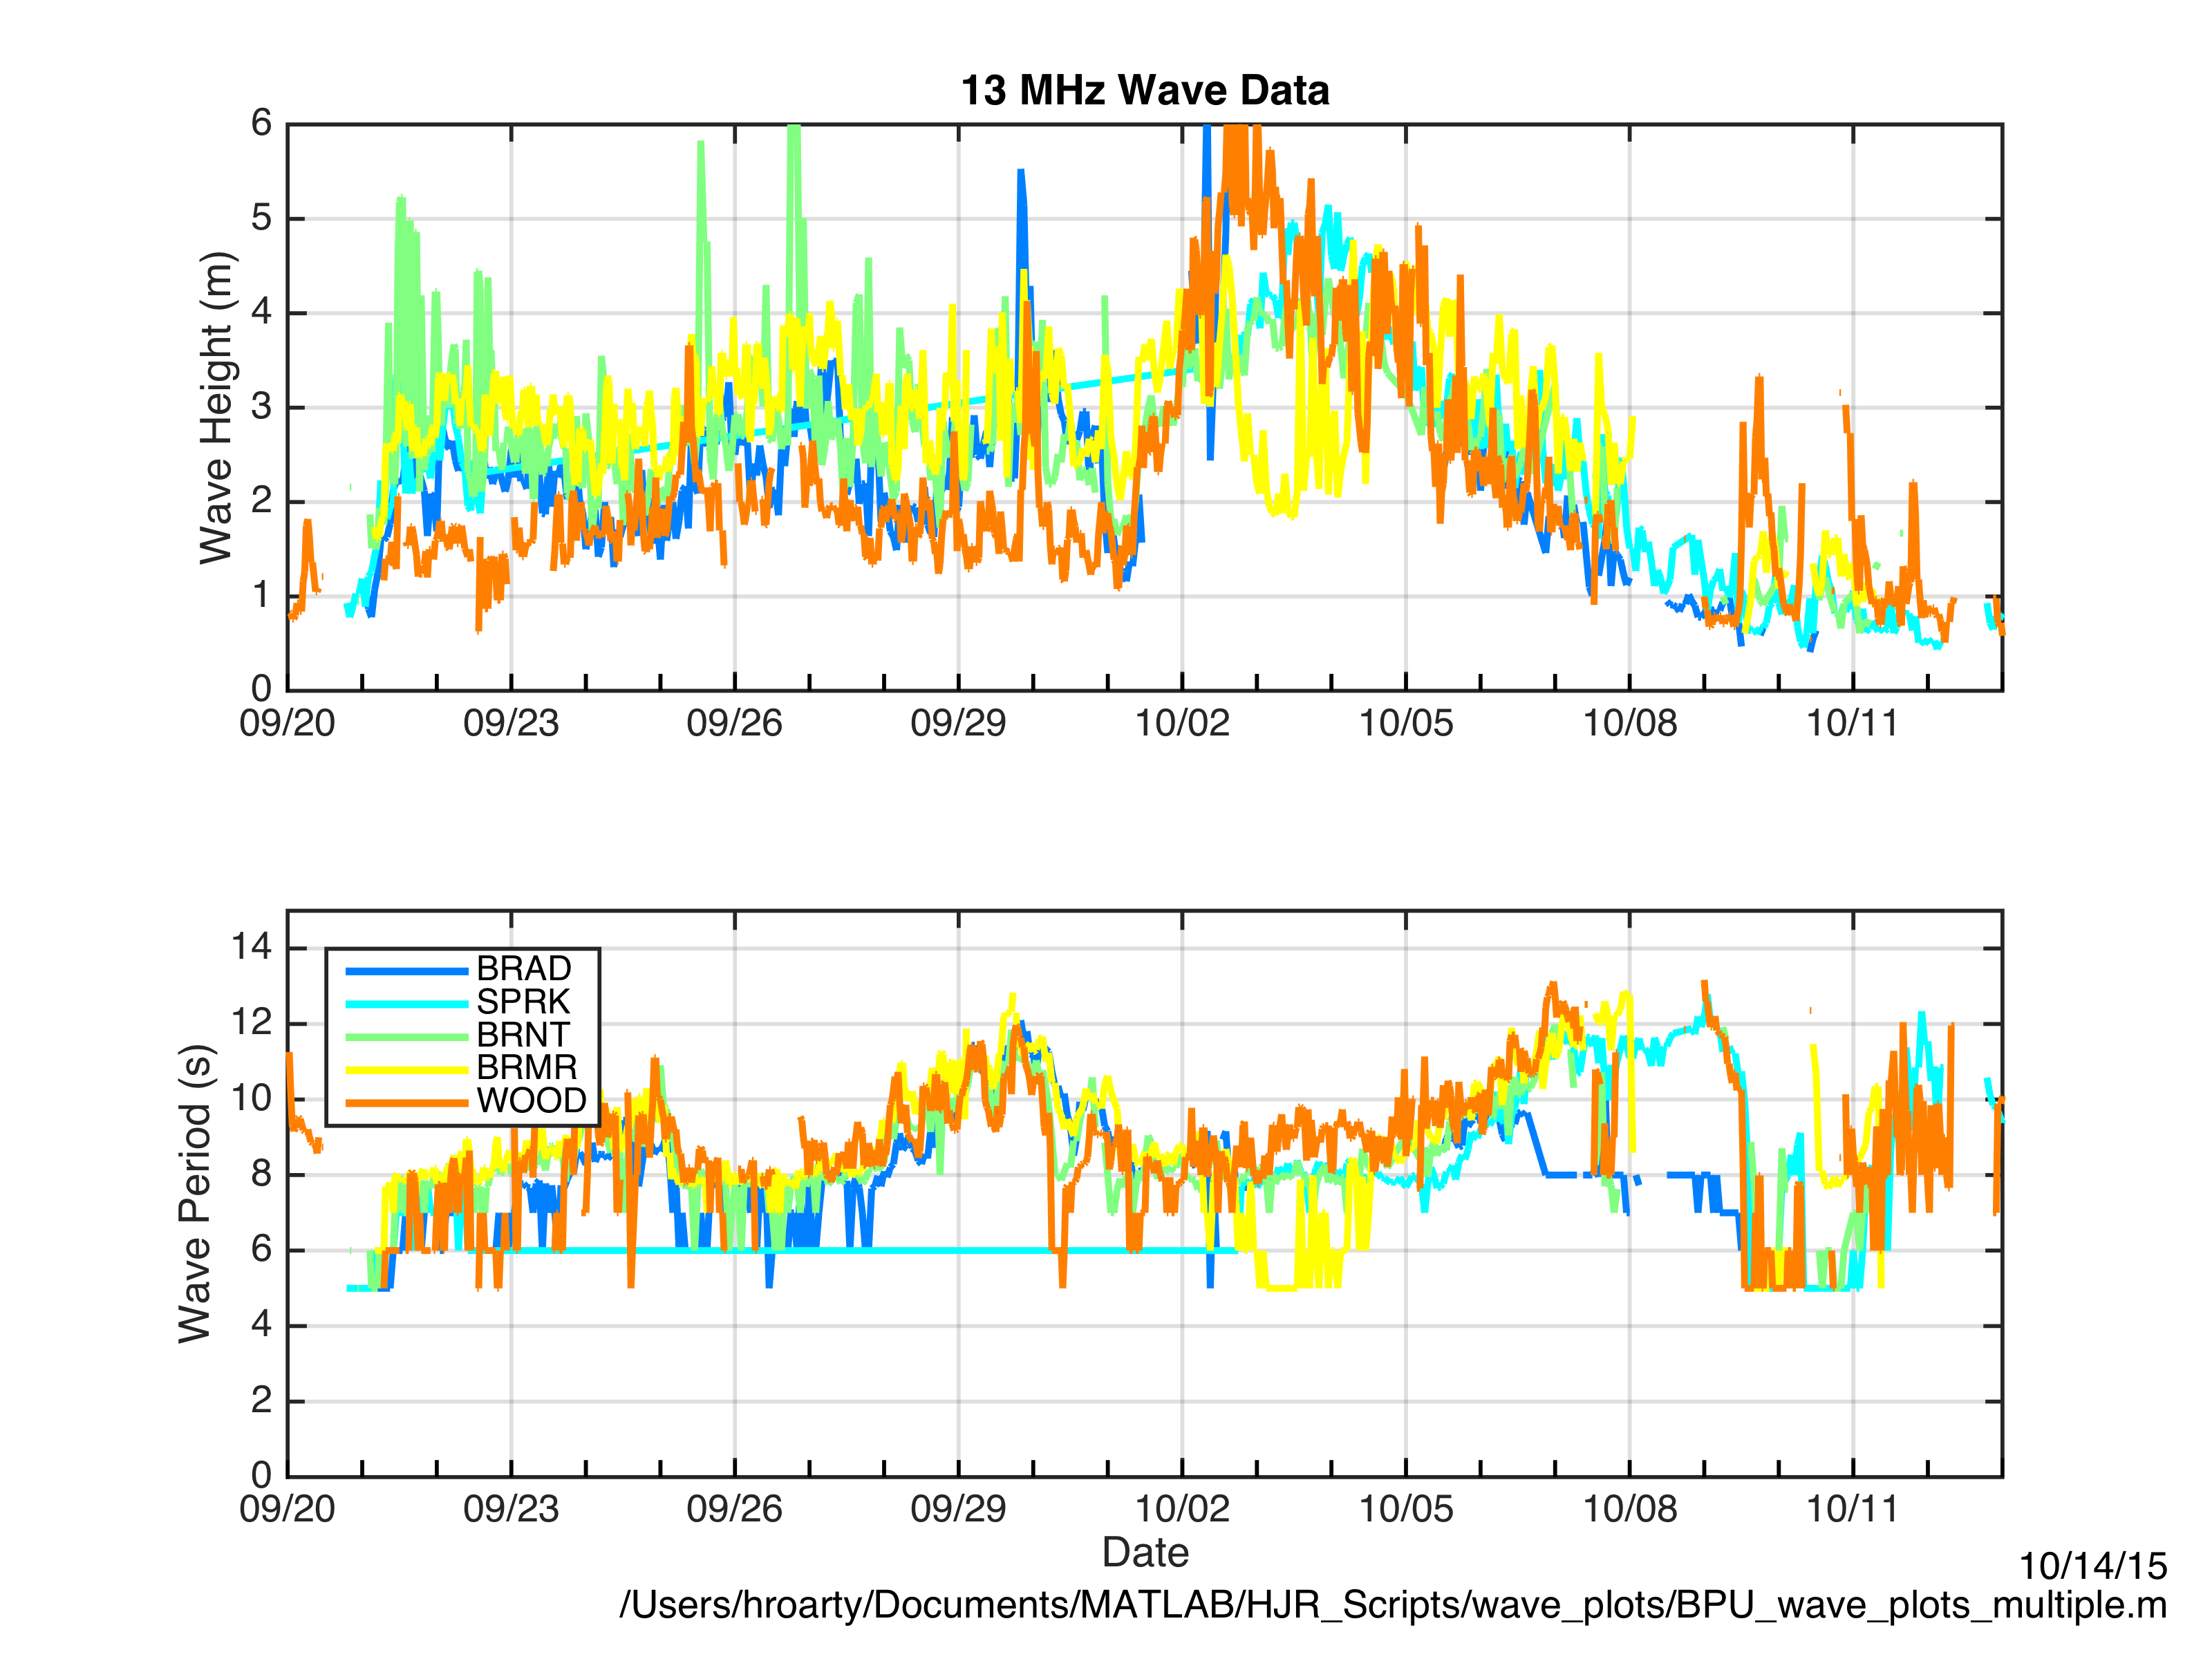 13 MHz Wave Data
Wave Height (m)
6
5
4
3
2
1
0
09/20 09/23 09/26 09/29 10/02 10/05 10/08 10/11
Wave Period (s)
14
12
10
8
6
4
2
0
BRAD
SPRK
BRNT
BRMR
WOOD
09/20 09/23 09/26 09/29 10/02 10/05 10/08 10/11
Date
10/14/15
/Users/hroarty/Documents/MATLAB/HJR_Scripts/wave_plots/BPU_wave_plots_multiple.m